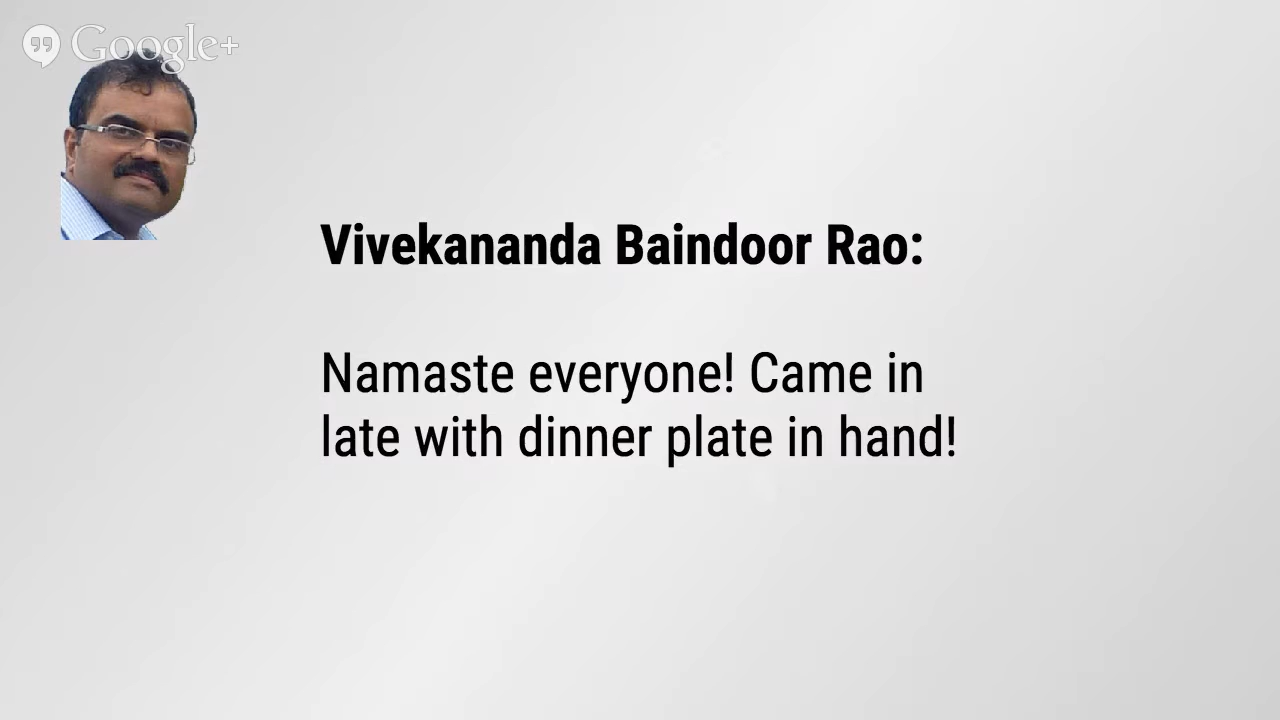 Google+
Vivekananda Baindoor Rao:
Namaste everyone! Came in
late with dinner plate in hand!